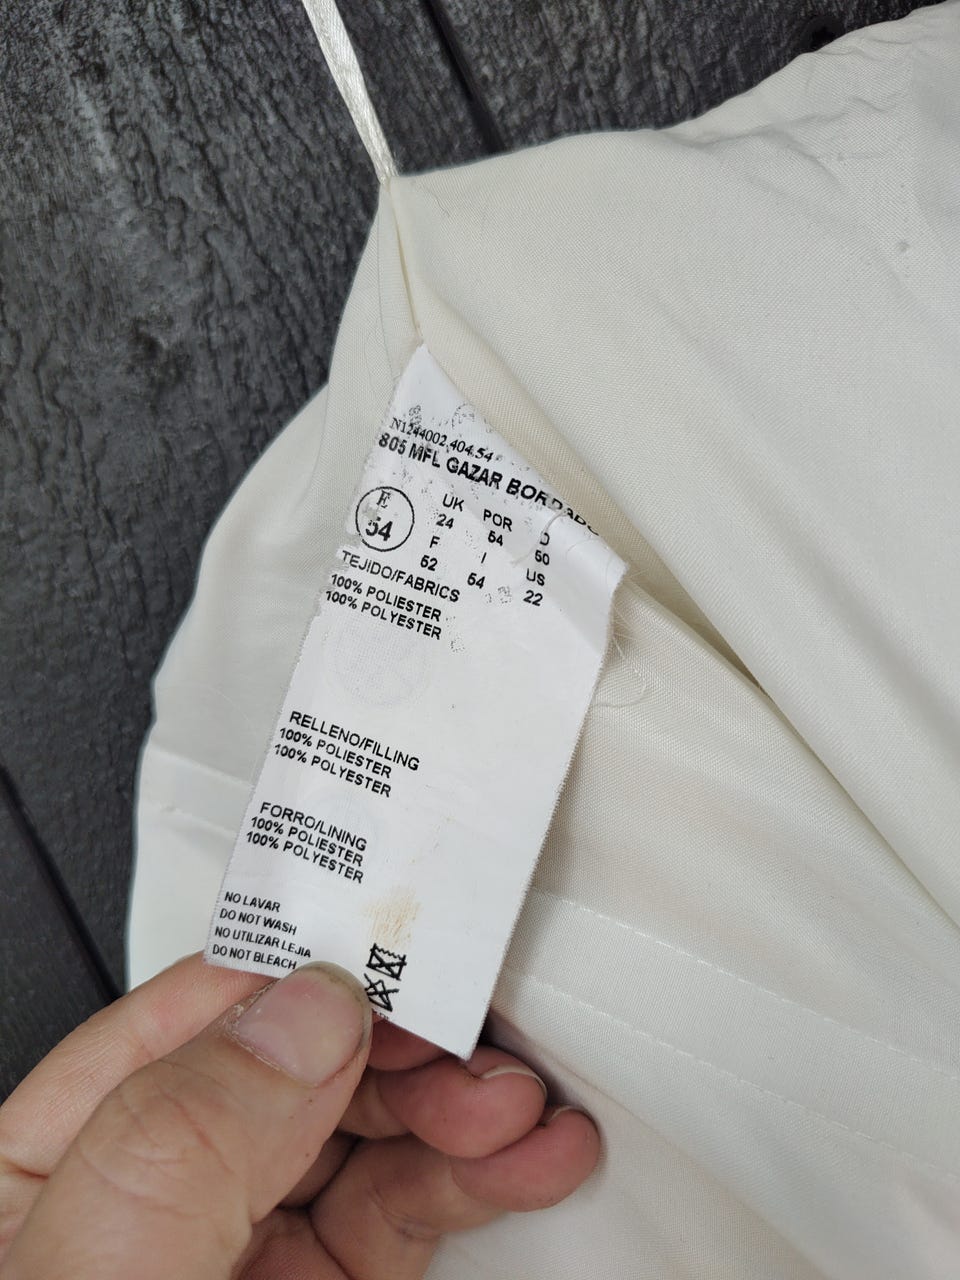 N1244002.404.54
805 MFL GAZAR BORDADO
E UK POR D
54 24 54 50
F I US
52 54 22
TEJIDO/FABRICS
100% POLIESTER
100% POLYESTER
RELLENO/FILLING
100% POLIESTER
100% POLYESTER
FORRO/LINING
100% POLIESTER
100% POLYESTER
NO LAVAR
DO NOT WASH
NO UTILIZAR LEJIA
DO NOT BLEACH